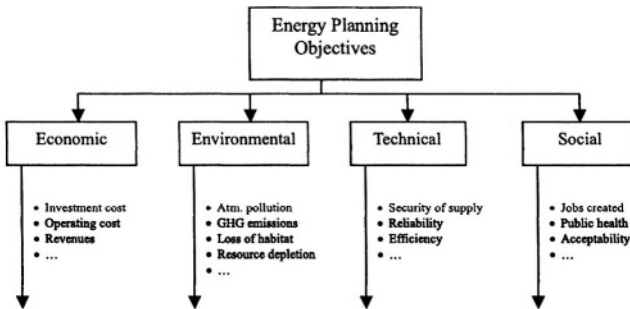 Energy Planning
Objectives
Economic
Environmental
Technical
Social
• Investment cost
• Operating cost
• Revenues
• ...
• Atm. pollution
• GHG emissions
• Loss of habitat
• Resource depletion
• ...
• Security of supply
• Reliability
• Efficiency
• ...
• Jobs created
• Public health
• Acceptability
• ...